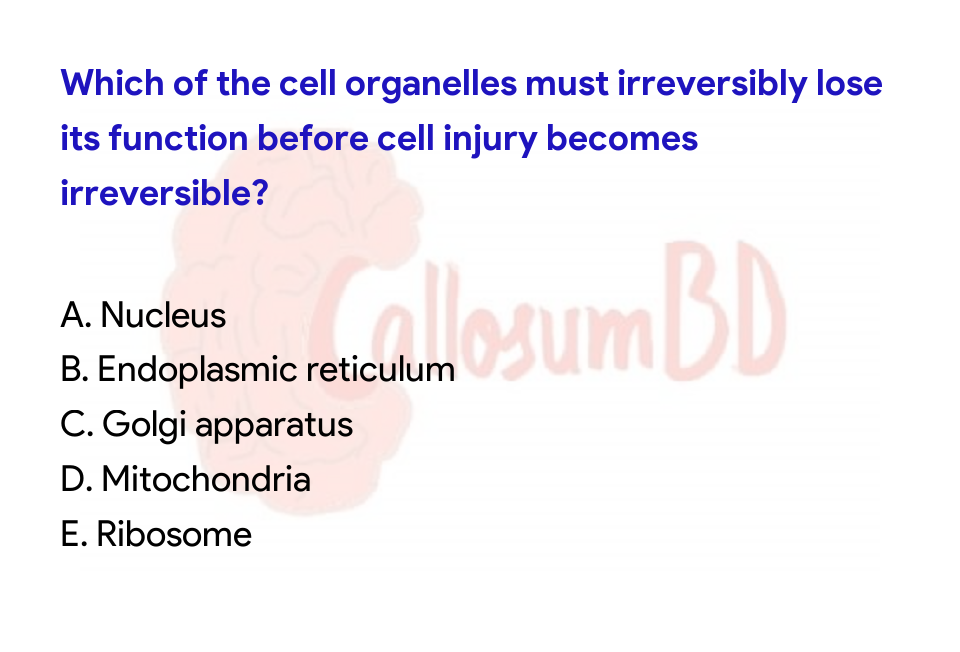 Which of the cell organelles must irreversibly lose
its function before cell injury becomes
irreversible?
CallosumBD
A. Nucleus
B. Endoplasmic reticulum
C. Golgi apparatus
D. Mitochondria
E. Ribosome